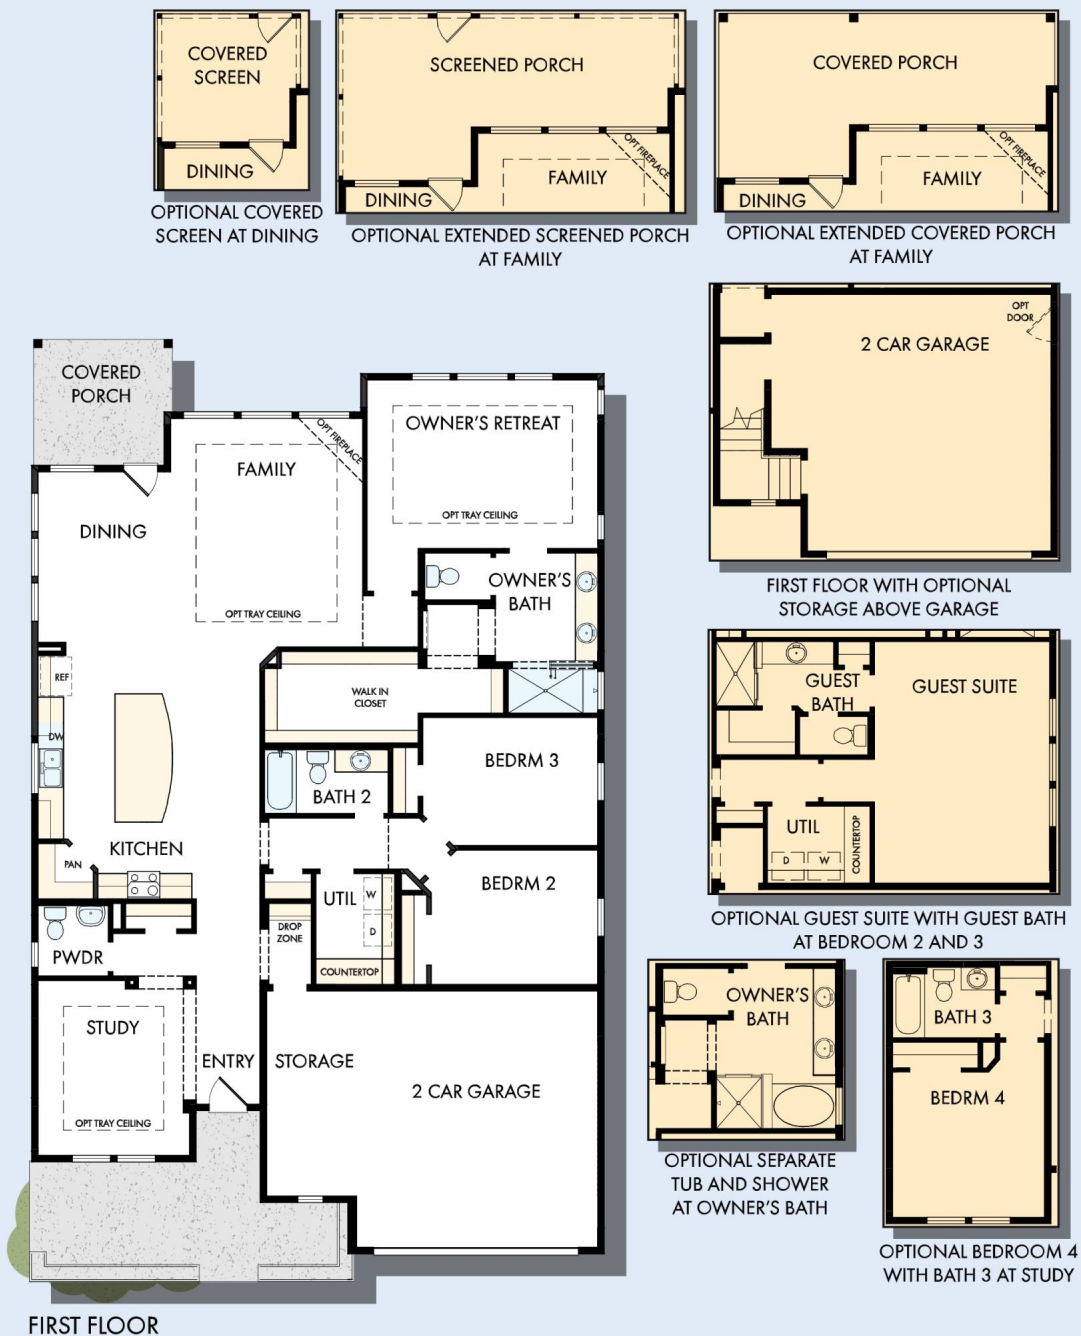 COVERED
SCREEN
DINING
OPTIONAL COVERED
SCREEN AT DINING
SCREENED PORCH
OPT FIREPLACE
FAMILY
DINING
OPTIONAL EXTENDED SCREENED PORCH
AT FAMILY
COVERED PORCH
OPT FIREPLACE
FAMILY
DINING
OPTIONAL EXTENDED COVERED PORCH
AT FAMILY
OPT
DOOR
2 CAR GARAGE
FIRST FLOOR WITH OPTIONAL
STORAGE ABOVE GARAGE
COVERED
PORCH
OWNER'S RETREAT
OPT TRAY CEILING
OPT FIREPLACE
FAMILY
OPT TRAY CEILING
DINING
OWNER'S
BATH
REF
WALK IN
CLOSET
DW
BEDRM 3
BATH 2
KITCHEN
PAN
BEDRM 2
UTIL
W
D
DROP
ZONE
COUNTERTOP
PWDR
STUDY
OPT TRAY CEILING
ENTRY
STORAGE
2 CAR GARAGE
GUEST
BATH
GUEST SUITE
UTIL
D
W
COUNTERTOP
OPTIONAL GUEST SUITE WITH GUEST BATH
AT BEDROOM 2 AND 3
OWNER'S
BATH
OPTIONAL SEPARATE
TUB AND SHOWER
AT OWNER'S BATH
BATH 3
BEDRM 4
OPTIONAL BEDROOM 4
WITH BATH 3 AT STUDY
FIRST FLOOR